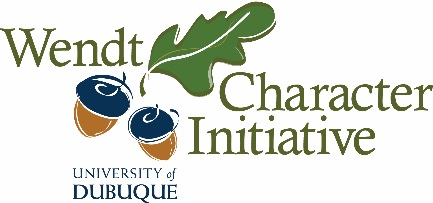 Wendt
Character
Initiative
UNIVERSITY of
DUBUQUE